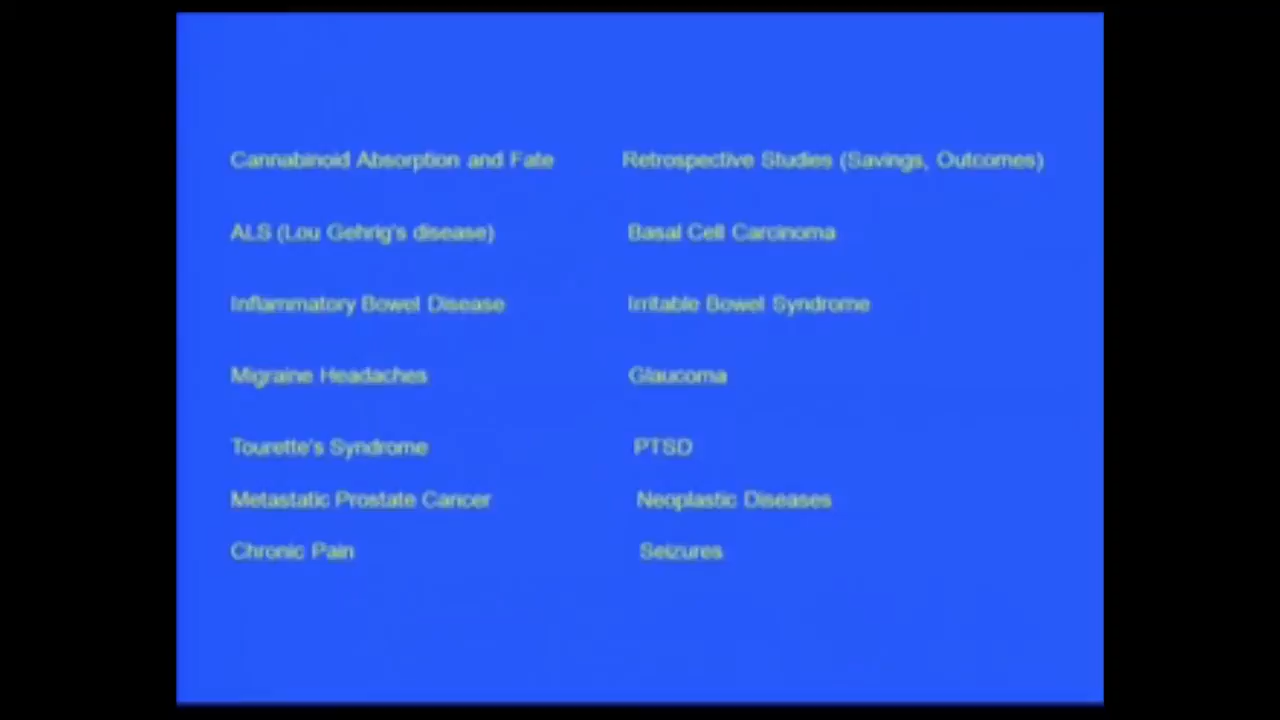 Cannabinoid Absorption and Fate
Retrospective Studies (Savings, Outcomes)
ALS (Lou Gehrig's disease)
Basal Cell Carcinoma
Inflammatory Bowel Disease
Irritable Bowel Syndrome
Migraine Headaches
Glaucoma
Tourette's Syndrome
PTSD
Metastatic Prostate Cancer
Neoplastic Diseases
Chronic Pain
Seizures